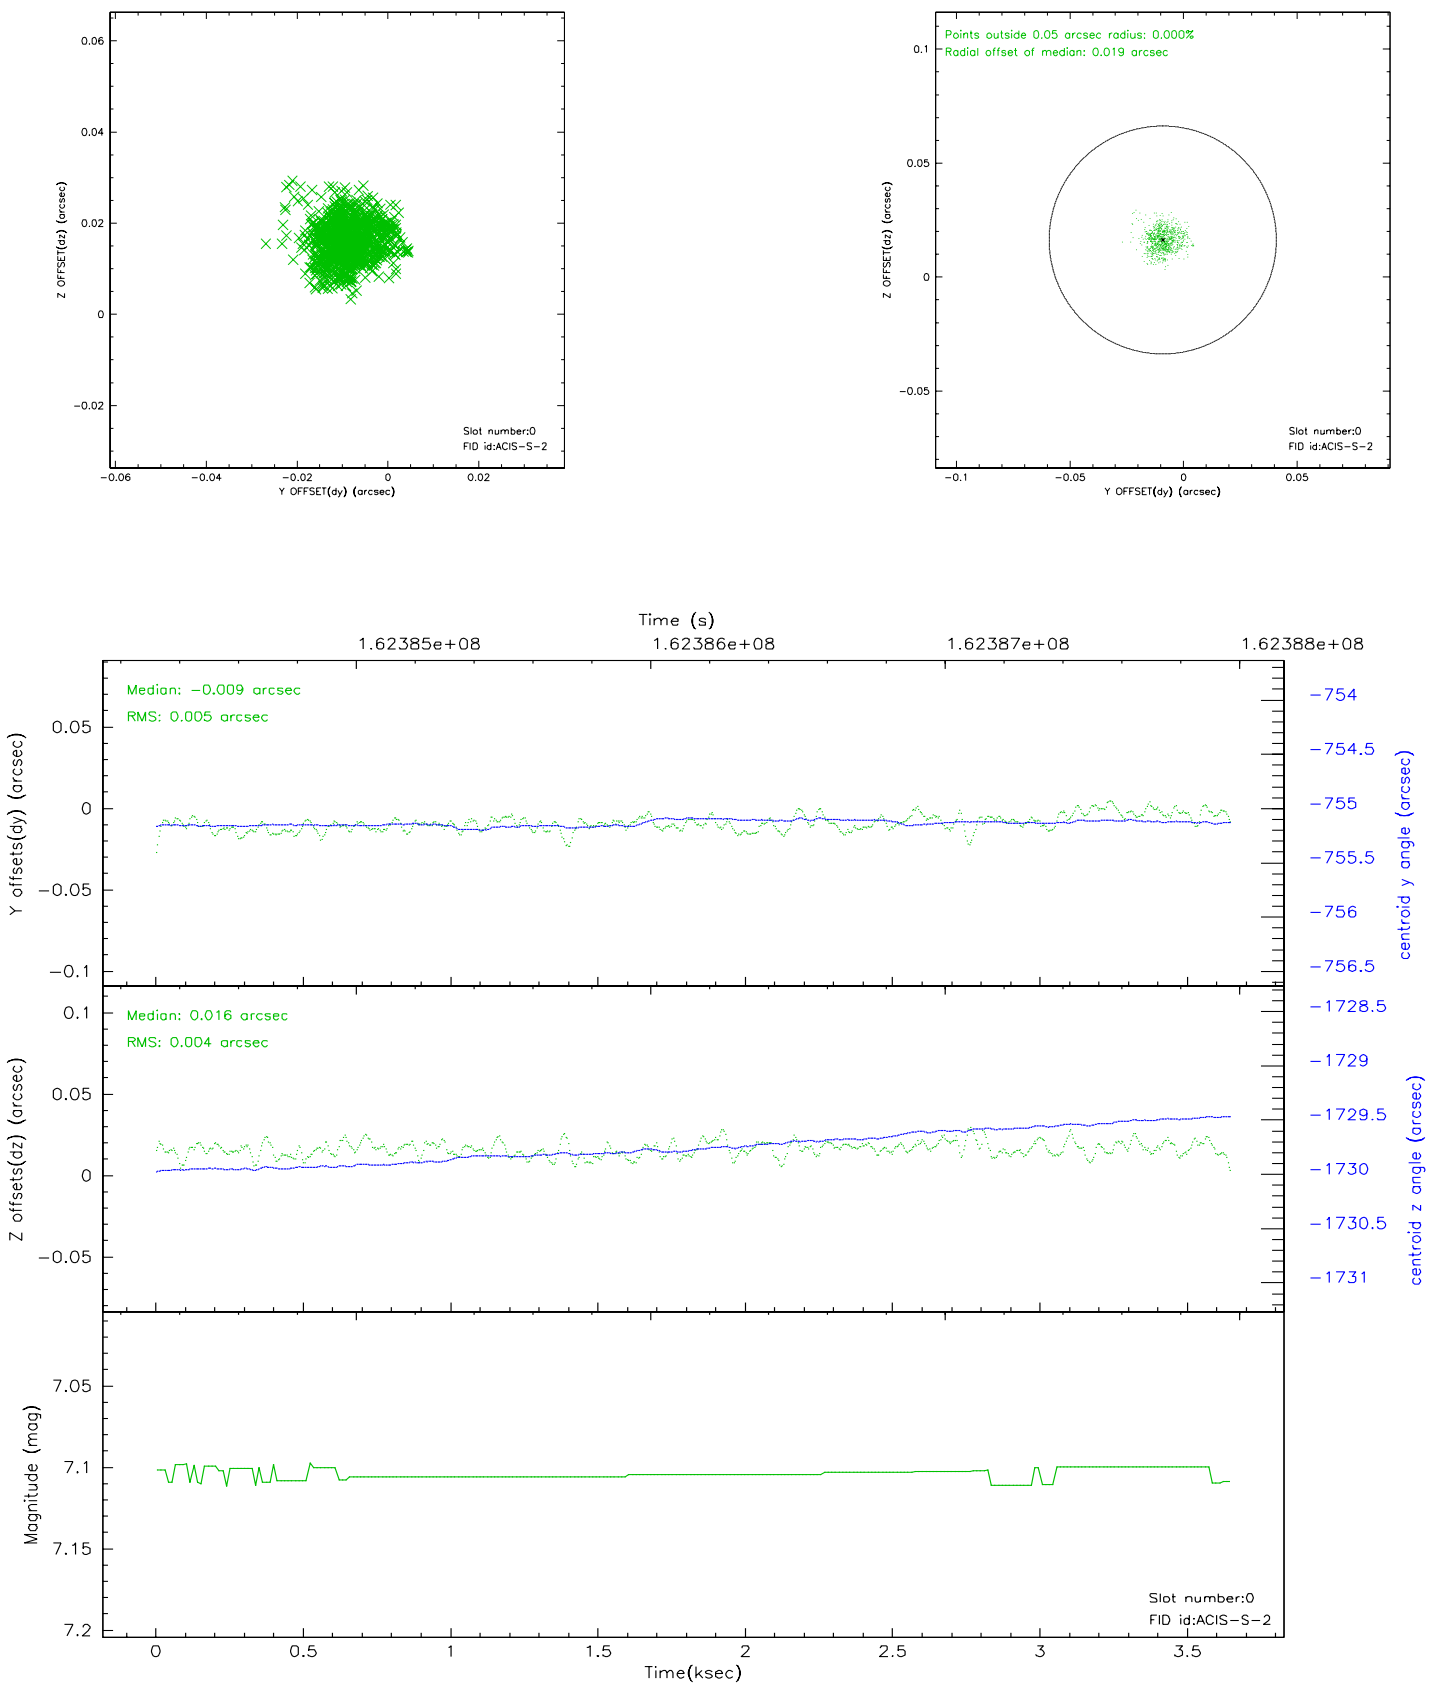 0.06
0.04
0.02
0
−0.02
Z OFFSET(dz) (arcsec)
Slot number:0
FID id:ACIS−S−2
−0.06
−0.04
−0.02
0
0.02
Y OFFSET(dy) (arcsec)
Points outside 0.05 arcsec radius: 0.000%
Radial offset of median: 0.019 arcsec
0.1
0.05
0
−0.05
Z OFFSET(dz) (arcsec)
Slot number:0
FID id:ACIS−S−2
−0.1
−0.05
0
0.05
Y OFFSET(dy) (arcsec)
Time (s)
1.62385e+08
1.62386e+08
1.62387e+08
1.62388e+08
Median: −0.009 arcsec
RMS: 0.005 arcsec
0.05
0
−0.05
−0.1
Y offsets(dy) (arcsec)
−754
−754.5
−755
−755.5
−756
−756.5
centroid y angle (arcsec)
Median: 0.016 arcsec
RMS: 0.004 arcsec
0.1
0.05
0
−0.05
Z offsets(dz) (arcsec)
−1728.5
−1729
−1729.5
−1730
−1730.5
−1731
centroid z angle (arcsec)
7.05
7.1
7.15
7.2
Magnitude (mag)
Slot number:0
FID id:ACIS−S−2
0
0.5
1
1.5
2
2.5
3
3.5
Time(ksec)